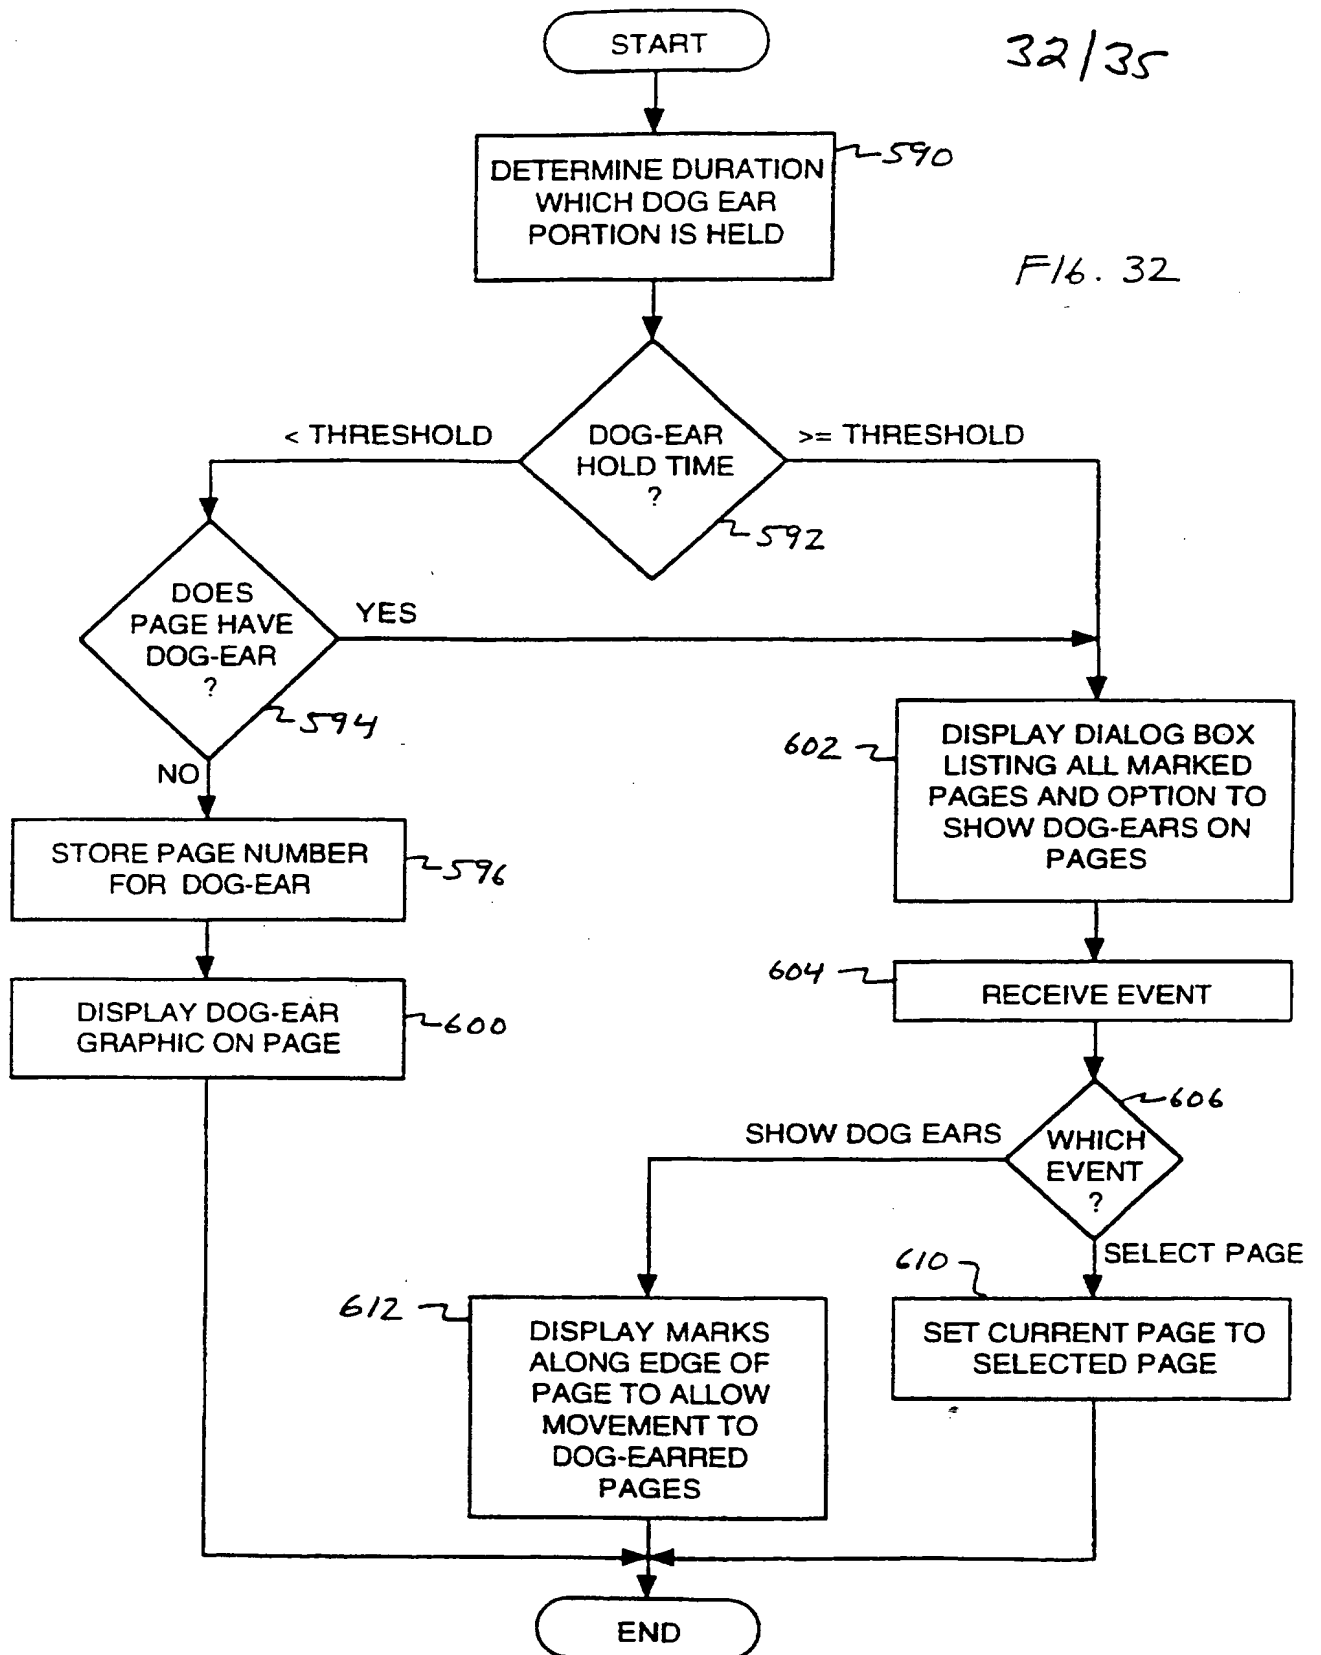 START
32/35
DETERMINE DURATION
WHICH DOG EAR
PORTION IS HELD
590
FIG. 32
< THRESHOLD
DOG-EAR
HOLD TIME
?
>= THRESHOLD
592
DOES
PAGE HAVE
DOG-EAR
?
YES
594
NO
602
DISPLAY DIALOG BOX
LISTING ALL MARKED
PAGES AND OPTION TO
SHOW DOG-EARS ON
PAGES
STORE PAGE NUMBER
FOR DOG-EAR
596
604
RECEIVE EVENT
DISPLAY DOG-EAR
GRAPHIC ON PAGE
600
606
SHOW DOG EARS
WHICH
EVENT
?
SELECT PAGE
610
612
DISPLAY MARKS
ALONG EDGE OF
PAGE TO ALLOW
MOVEMENT TO
DOG-EARRED
PAGES
SET CURRENT PAGE TO
SELECTED PAGE
END